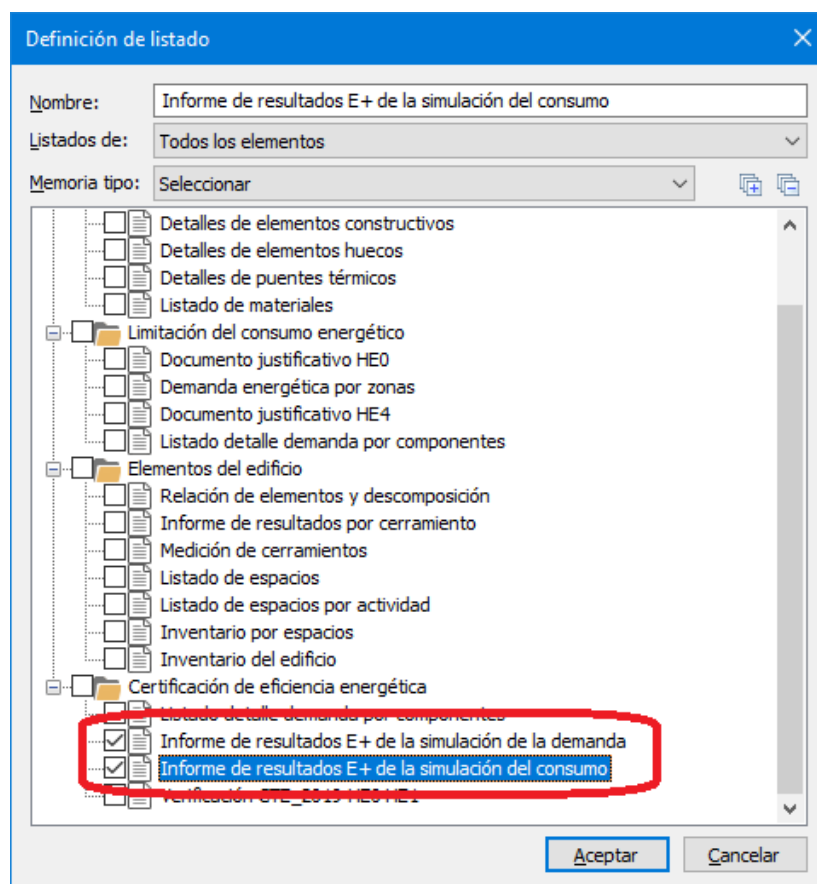 Definición de listado
Nombre: Informe de resultados E+ de la simulación del consumo
Listados de: Todos los elementos
Memoria tipo: Seleccionar
Detalles de elementos constructivos
Detalles de elementos huecos
Detalles de puentes térmicos
Listado de materiales
Limitación del consumo energético
Documento justificativo HE0
Demanda energética por zonas
Documento justificativo HE4
Listado detalle demanda por componentes
Elementos del edificio
Relación de elementos y descomposición
Informe de resultados por cerramiento
Medición de cerramientos
Listado de espacios
Listado de espacios por actividad
Inventario por espacios
Inventario del edificio
Certificación de eficiencia energética
Listado detalle demanda por componentes
Informe de resultados E+ de la simulación de la demanda
Informe de resultados E+ de la simulación del consumo
Verificación CTE_2019 HE0 HE1
Aceptar Cancelar